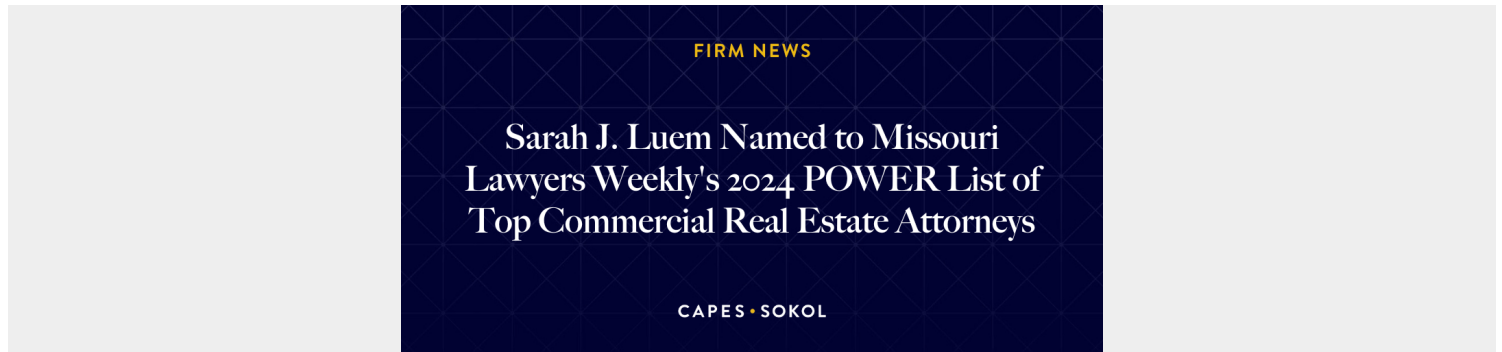 FIRM NEWS
Sarah J. Luem Named to Missouri
Lawyers Weekly's 2024 POWER List of
Top Commercial Real Estate Attorneys
CAPES•SOKOL